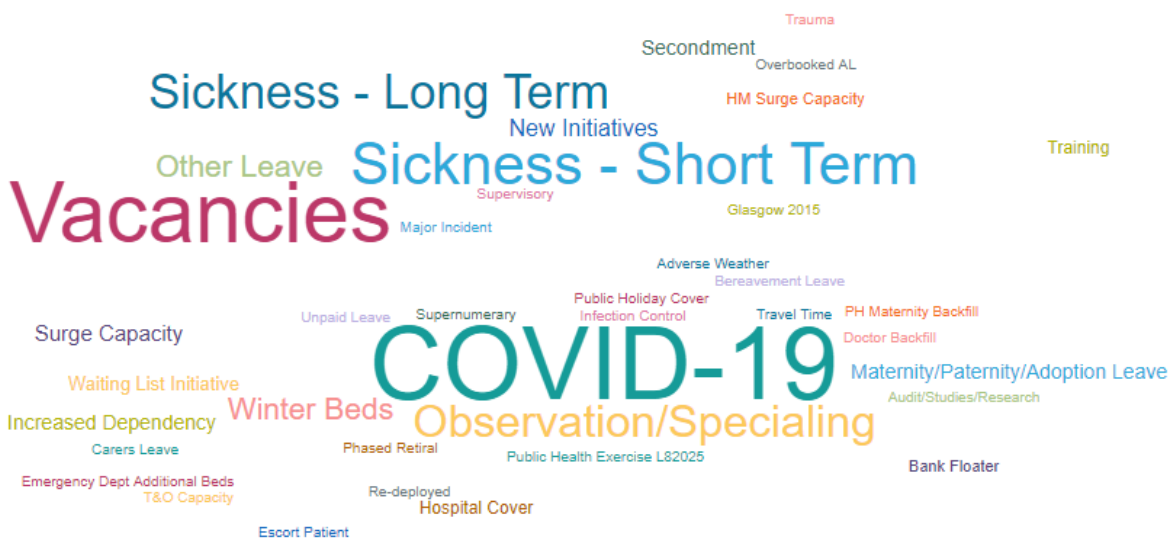 Trauma
Secondment
Overbooked AL
Sickness - Long Term
HM Surge Capacity
New Initiatives
Training
Other Leave
Sickness - Short Term
Supervisory
Vacancies
Glasgow 2015
Major Incident
Adverse Weather
Bereavement Leave
Public Holiday Cover
Unpaid Leave
Supernumerary
Infection Control
Travel Time
PH Maternity Backfill
Surge Capacity
Doctor Backfill
COVID-19
Maternity/Paternity/Adoption Leave
Waiting List Initiative
Audit/Studies/Research
Winter Beds
Increased Dependency
Observation/Specialing
Carers Leave
Phased Retiral
Public Health Exercise L82025
Bank Floater
Emergency Dept Additional Beds
T&O Capacity
Re-deployed
Hospital Cover
Escort Patient